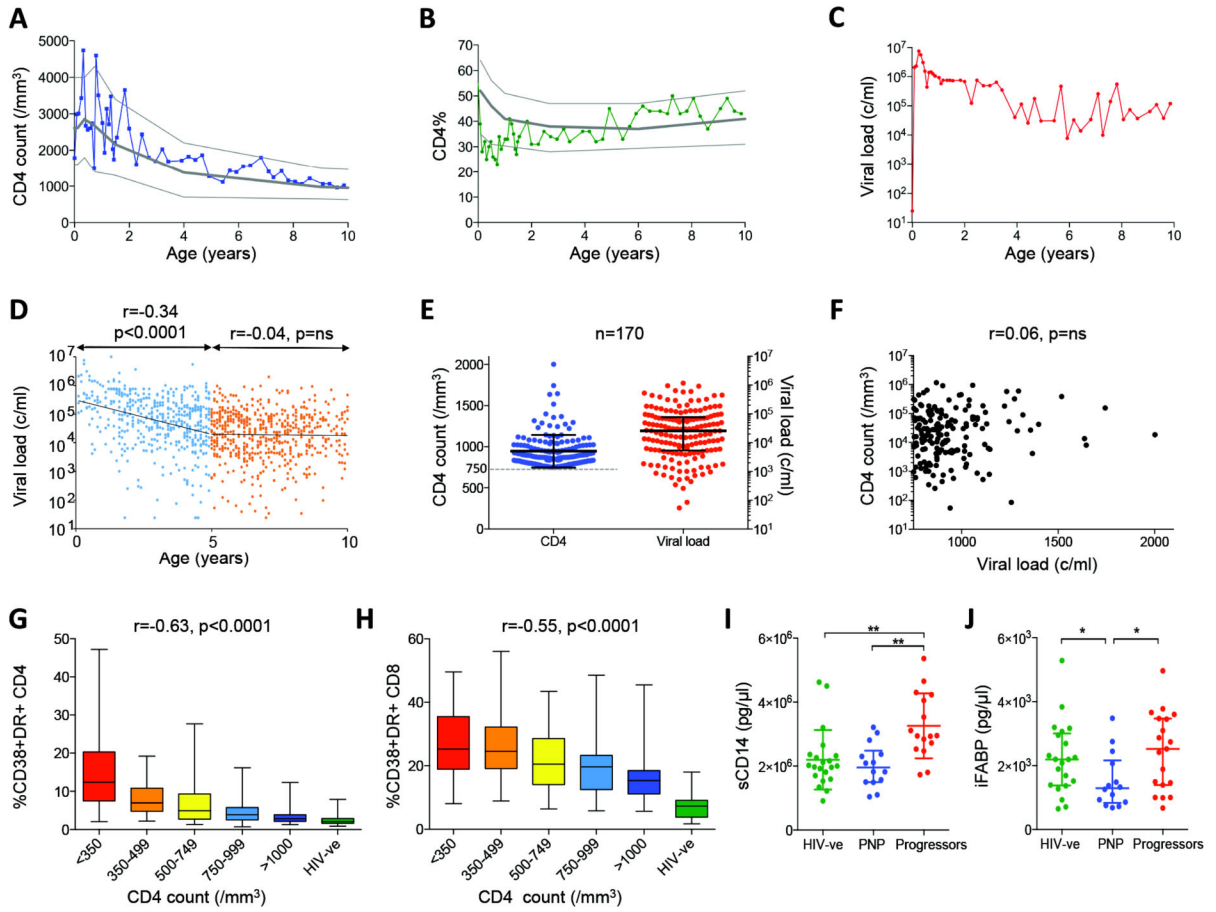 A
CD4 count (/mm³)
5000
4000
3000
2000
1000
0
0 2 4 6 8 10
Age (years)
B
CD4%
70
60
50
40
30
20
10
0
0 2 4 6 8 10
Age (years)
C
Viral load (c/ml)
10⁷
10⁶
10⁵
10⁴
10³
10²
10¹
0 2 4 6 8 10
Age (years)
D
r=-0.34
p<0.0001
r=-0.04, p=ns
Viral load (c/ml)
10⁷
10⁶
10⁵
10⁴
10³
10²
10¹
0 5 10
Age (years)
E
n=170
CD4 count (/mm³)
2000
1500
1000
750
500
0
CD4 Viral load
10⁷
10⁶
10⁵
10⁴
10³
10²
10¹
Viral load (c/ml)
F
r=0.06, p=ns
CD4 count (/mm³)
10⁷
10⁶
10⁵
10⁴
10³
10²
10¹
1000 1500 2000
Viral load (c/ml)
G
r=-0.63, p<0.0001
%CD38+DR+ CD4
50
40
30
20
10
0
<350 350-499 500-749 750-999 >1000 HIV-ve
CD4 count (/mm³)
H
r=-0.55, p<0.0001
%CD38+DR+ CD8
60
40
20
0
<350 350-499 500-749 750-999 >1000 HIV-ve
CD4 count (/mm³)
I
**
**
sCD14 (pg/µl)
6×10⁶
4×10⁶
2×10⁶
0
HIV-ve PNP Progressors
J
* *
iFABP (pg/µl)
6×10³
4×10³
2×10³
0
HIV-ve PNP Progressors